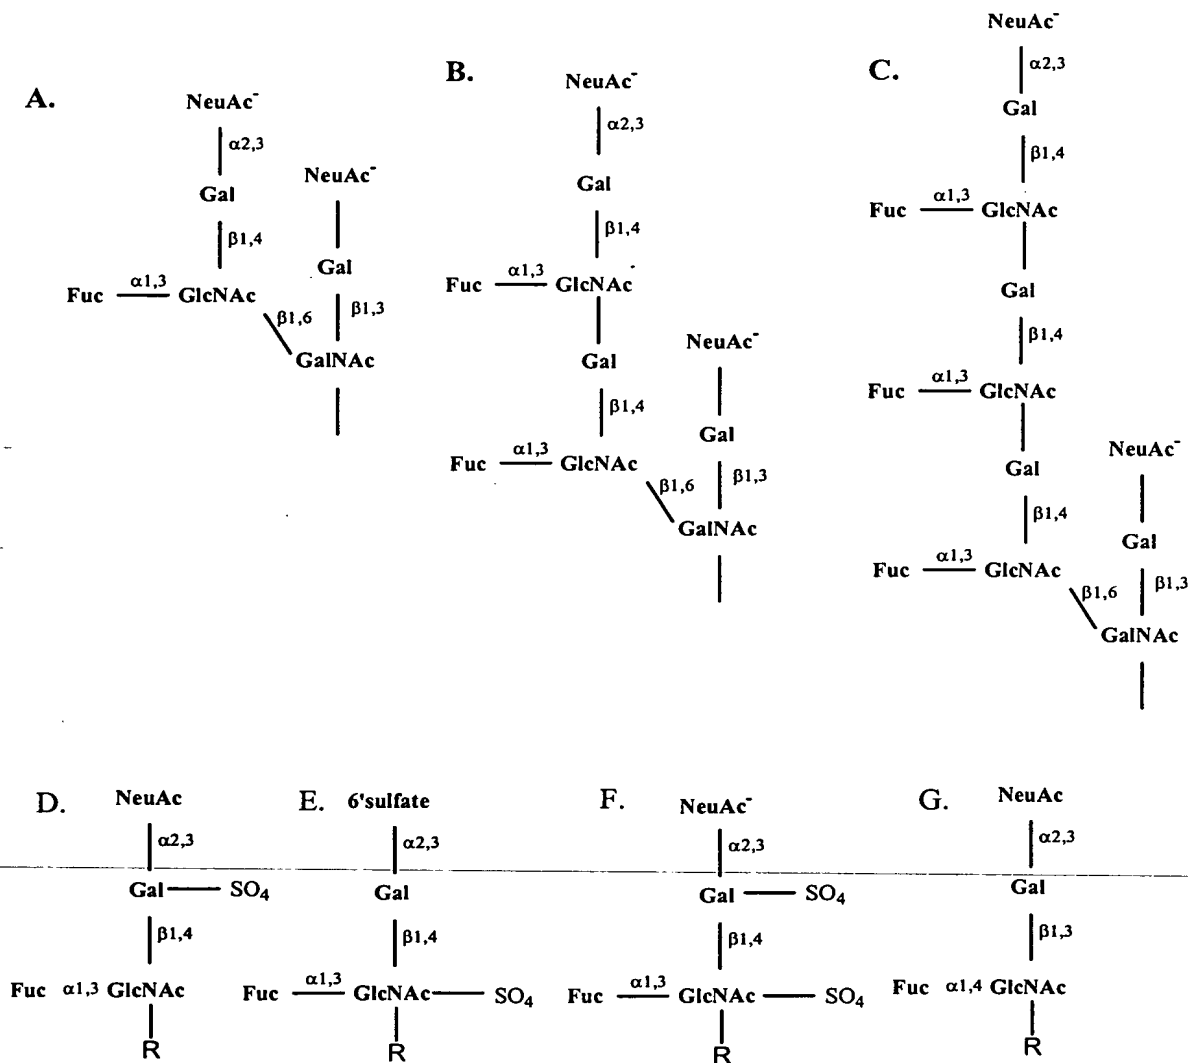 A.
NeuAc⁻
α2,3
Gal
β1,4
Fuc α1,3 GlcNAc
β1,6
NeuAc⁻
Gal
β1,3
GalNAc
B.
NeuAc⁻
α2,3
Gal
β1,4
Fuc α1,3 GlcNAc
Gal
β1,4
Fuc α1,3 GlcNAc
β1,6
NeuAc⁻
Gal
β1,3
GalNAc
C.
NeuAc⁻
α2,3
Gal
β1,4
Fuc α1,3 GlcNAc
Gal
β1,4
Fuc α1,3 GlcNAc
Gal
β1,4
Fuc α1,3 GlcNAc
β1,6
NeuAc⁻
Gal
β1,3
GalNAc
D.
NeuAc
α2,3
Gal SO₄
β1,4
Fuc α1,3 GlcNAc
R
E.
6'sulfate
α2,3
Gal
β1,4
Fuc α1,3 GlcNAc SO₄
R
F.
NeuAc⁻
α2,3
Gal SO₄
β1,4
Fuc α1,3 GlcNAc SO₄
R
G.
NeuAc
α2,3
Gal
β1,3
Fuc α1,4 GlcNAc
R